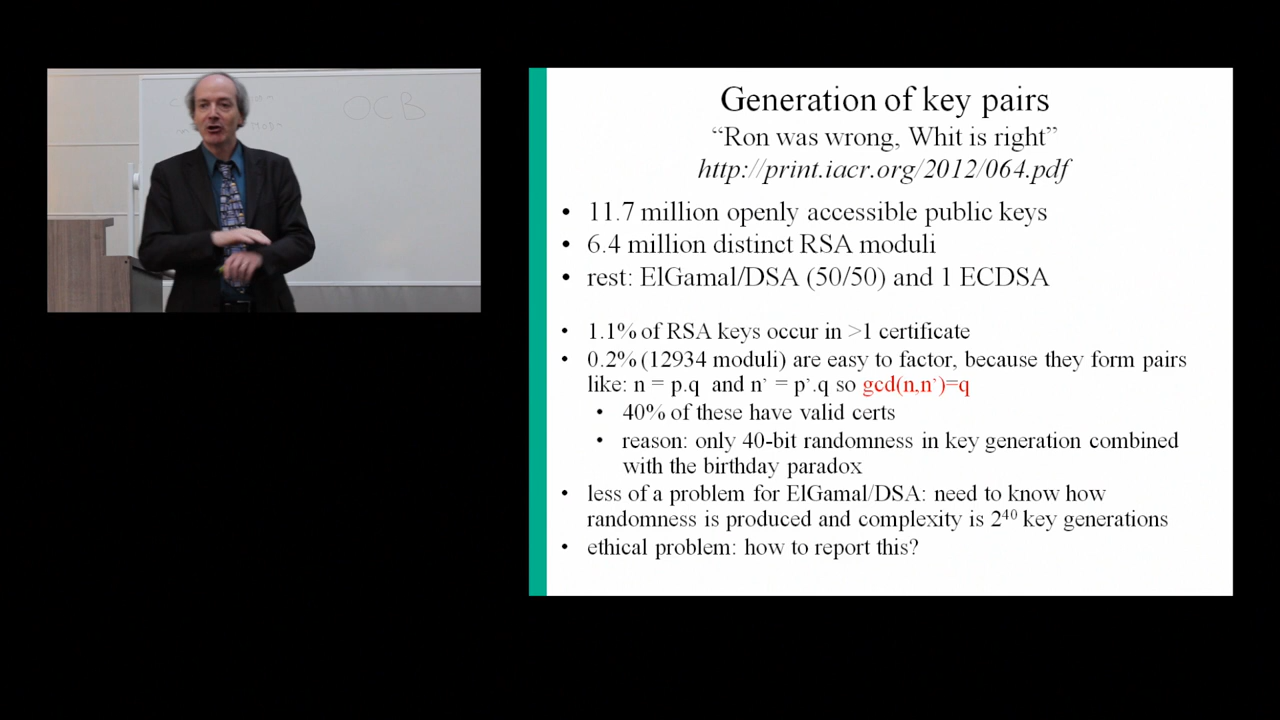 OCB
Generation of key pairs
“Ron was wrong, Whit is right”
http://print.iacr.org/2012/064.pdf
• 11.7 million openly accessible public keys
• 6.4 million distinct RSA moduli
• rest: ElGamal/DSA (50/50) and 1 ECDSA
• 1.1% of RSA keys occur in >1 certificate
• 0.2% (12934 moduli) are easy to factor, because they form pairs
like: n = p.q and n’ = p’.q so gcd(n,n’)=q
• 40% of these have valid certs
• reason: only 40-bit randomness in key generation combined
with the birthday paradox
• less of a problem for ElGamal/DSA: need to know how
randomness is produced and complexity is 2⁴⁰ key generations
• ethical problem: how to report this?